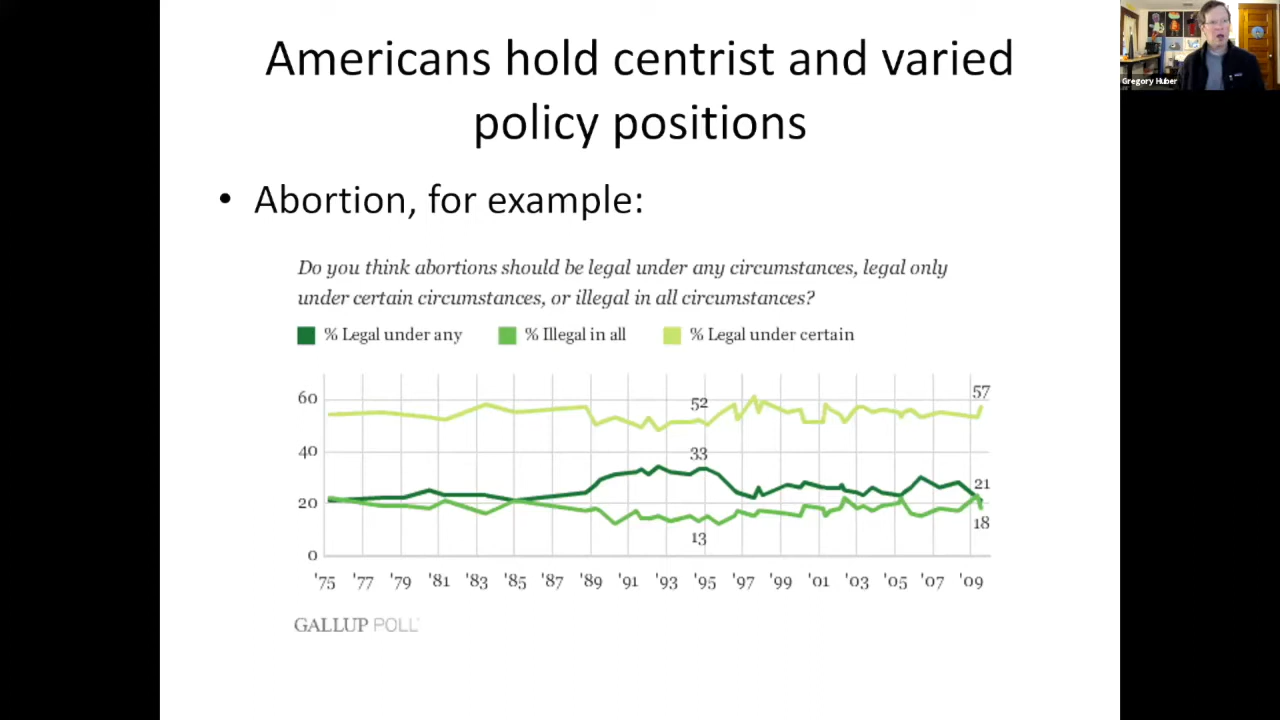 Americans hold centrist and varied
policy positions
• Abortion, for example:
Do you think abortions should be legal under any circumstances, legal only
under certain circumstances, or illegal in all circumstances?
% Legal under any % Illegal in all % Legal under certain
60
40
20
0
52
33
13
57
21
18
'75 '77 '79 '81 '83 '85 '87 '89 '91 '93 '95 '97 '99 '01 '03 '05 '07 '09
GALLUP POLL
Gregory Huber